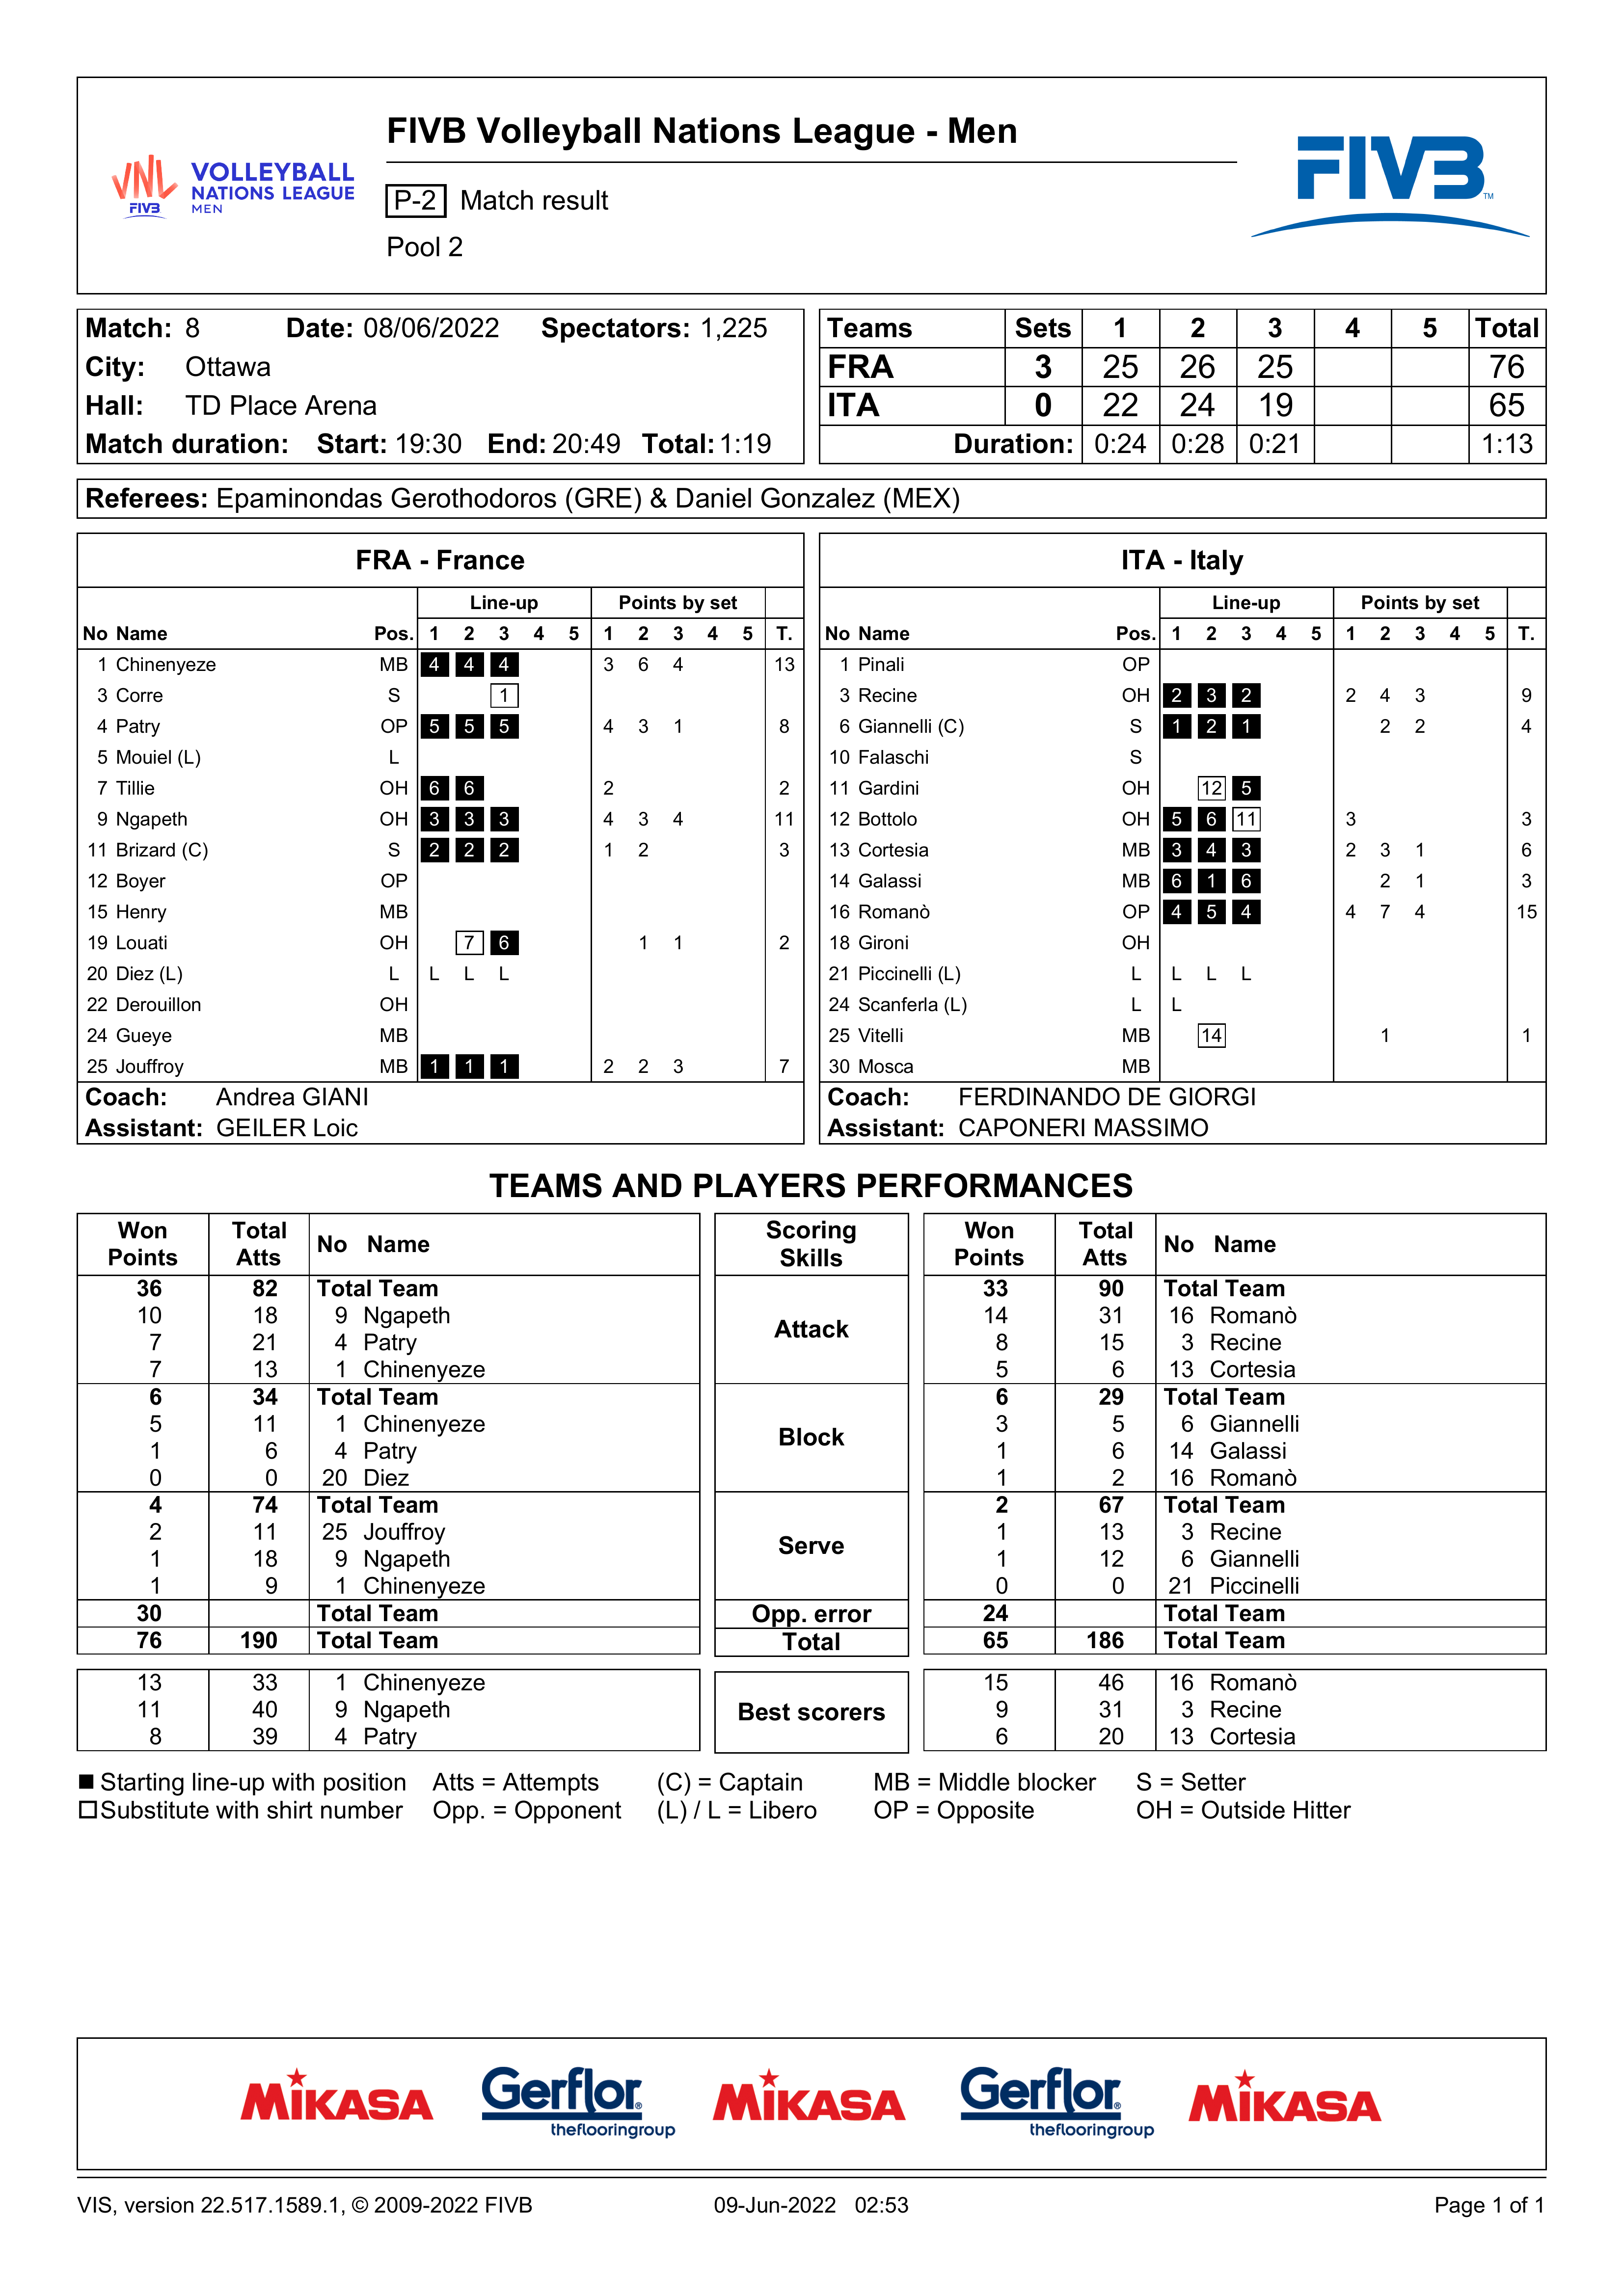 FIVB Volleyball Nations League - Men
VNL FIVB VOLLEYBALL NATIONS LEAGUE MEN
P-2 Match result
Pool 2
FIVB TM
Match: 8 Date: 08/06/2022 Spectators: 1,225
City: Ottawa
Hall: TD Place Arena
Match duration: Start: 19:30 End: 20:49 Total: 1:19
Teams Sets 1 2 3 4 5 Total
FRA 3 25 26 25 76
ITA 0 22 24 19 65
Duration: 0:24 0:28 0:21 1:13
Referees: Epaminondas Gerothodoros (GRE) & Daniel Gonzalez (MEX)
FRA - France
Line-up Points by set
No Name Pos. 1 2 3 4 5 1 2 3 4 5 T.
1 Chinenyeze MB 4 4 4 3 6 4 13
3 Corre S 1
4 Patry OP 5 5 5 4 3 1 8
5 Mouiel (L) L
7 Tillie OH 6 6 2 2
9 Ngapeth OH 3 3 3 4 3 4 11
11 Brizard (C) S 2 2 2 1 2 3
12 Boyer OP
15 Henry MB
19 Louati OH 7 6 1 1 2
20 Diez (L) L L L L
22 Derouillon OH
24 Gueye MB
25 Jouffroy MB 1 1 1 2 2 3 7
Coach: Andrea GIANI
Assistant: GEILER Loic
ITA - Italy
Line-up Points by set
No Name Pos. 1 2 3 4 5 1 2 3 4 5 T.
1 Pinali OP
3 Recine OH 2 3 2 2 4 3 9
6 Giannelli (C) S 1 2 1 2 2 4
10 Falaschi S
11 Gardini OH 12 5
12 Bottolo OH 5 6 11 3 3
13 Cortesia MB 3 4 3 2 3 1 6
14 Galassi MB 6 1 6 2 1 3
16 Romanò OP 4 5 4 4 7 4 15
18 Gironi OH
21 Piccinelli (L) L L L L
24 Scanferla (L) L L
25 Vitelli MB 14 1 1
30 Mosca MB
Coach: FERDINANDO DE GIORGI
Assistant: CAPONERI MASSIMO
TEAMS AND PLAYERS PERFORMANCES
Won Points Total Atts No Name Scoring Skills Won Points Total Atts No Name
36 82 Total Team Attack 33 90 Total Team
10 18 9 Ngapeth 14 31 16 Romanò
7 21 4 Patry 8 15 3 Recine
7 13 1 Chinenyeze 5 6 13 Cortesia
6 34 Total Team Block 6 29 Total Team
5 11 1 Chinenyeze 3 5 6 Giannelli
1 6 4 Patry 1 6 14 Galassi
0 0 20 Diez 1 2 16 Romanò
4 74 Total Team Serve 2 67 Total Team
2 11 25 Jouffroy 1 13 3 Recine
1 18 9 Ngapeth 1 12 6 Giannelli
1 9 1 Chinenyeze 0 0 21 Piccinelli
30 Total Team Opp. error 24 Total Team
76 190 Total Team Total 65 186 Total Team
13 33 1 Chinenyeze Best scorers 15 46 16 Romanò
11 40 9 Ngapeth 9 31 3 Recine
8 39 4 Patry 6 20 13 Cortesia
Starting line-up with position Atts = Attempts (C) = Captain MB = Middle blocker S = Setter
Substitute with shirt number Opp. = Opponent (L) / L = Libero OP = Opposite OH = Outside Hitter
MIKASA Gerflor® theflooringgroup MIKASA Gerflor® theflooringgroup MIKASA
VIS, version 22.517.1589.1, © 2009-2022 FIVB 09-Jun-2022 02:53 Page 1 of 1